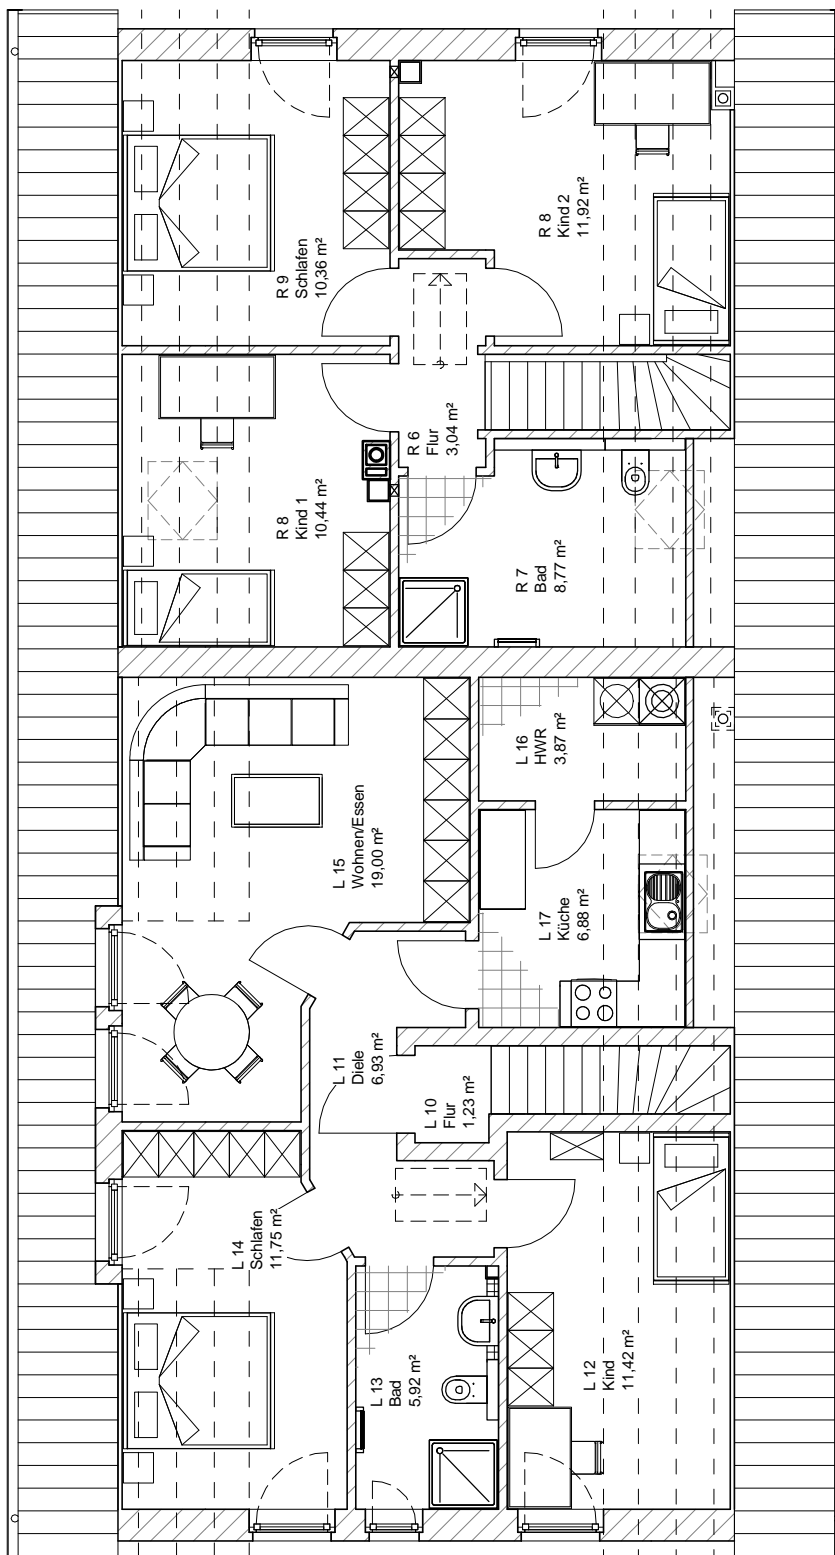 R 9
Schlafen
10,36 m²
R 8
Kind 2
11,92 m²
R 6
Flur
3,04 m²
R 8
Kind 1
10,44 m²
R 7
Bad
8,77 m²
L 16
HWR
3,87 m²
L 15
Wohnen/Essen
19,00 m²
L 17
Küche
6,88 m²
L 11
Diele
6,93 m²
L 10
Flur
1,23 m²
L 14
Schlafen
11,75 m²
L 13
Bad
5,92 m²
L 12
Kind
11,42 m²